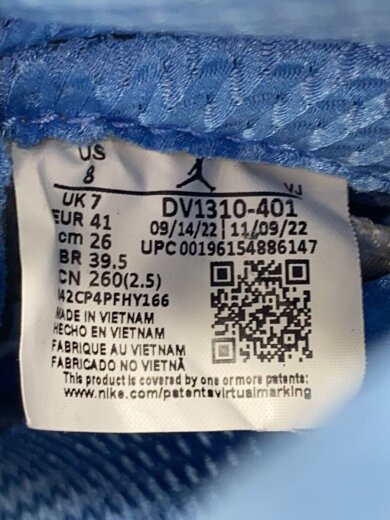 US
8
VJ
UK 7
EUR 41
cm 26
BR 39.5
CN 260(2.5)
DV1310-401
09/14/22 | 11/09/22
UPC 00196154886147
42CP4PFHY166
MADE IN VIETNAM
HECHO EN VIETNAM
FABRIQUE AU VIETNAM
FABRICADO NO VIETNÃ
This product is covered by one or more patents:
www.nike.com/patentsvirtualmarking